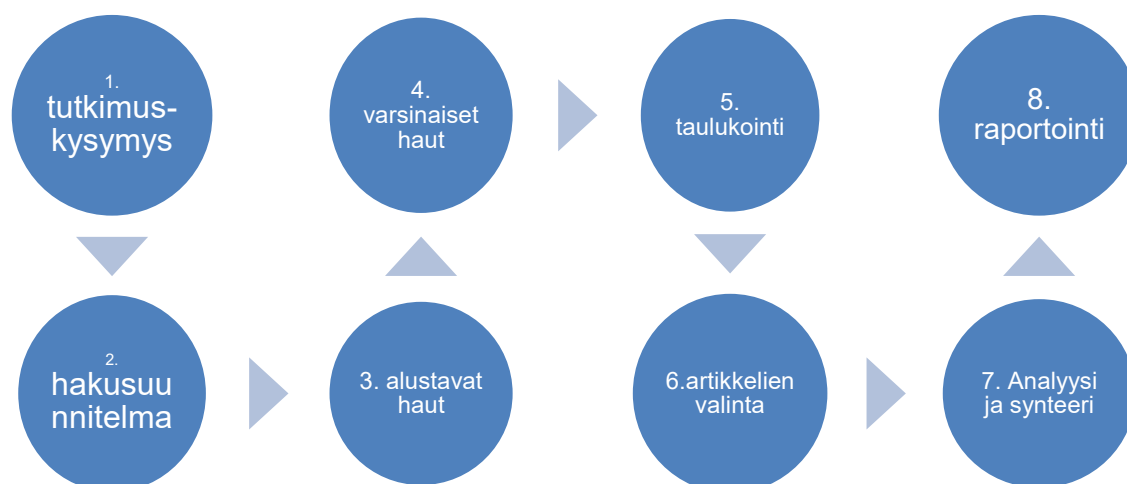 1.
tutkimus-
kysymys
2.
hakusuu
nnitelma
3. alustavat
haut
4.
varsinaiset
haut
5.
taulukointi
6.artikkelien
valinta
7. Analyysi
ja synteeri
8.
raportointi